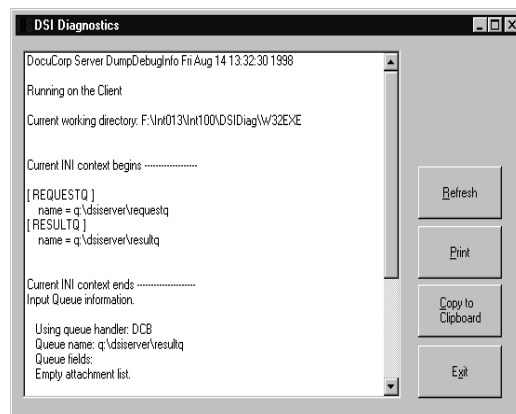 DSI Diagnostics
DocuCorp Server DumpDebugInfo Fri Aug 14 13:32:30 1998
Running on the Client
Current working directory: F:\Int013\Int100\DSIDiag\W32EXE
Current INI context begins -------------------
[ REQUESTQ ]
name = q:\dsiserver\requestq
[ RESULTQ ]
name = q:\dsiserver\resultq
Current INI context ends --------------------
Input Queue information.
Using queue handler: DCB
Queue name: q:\dsiserver\resultq
Queue fields:
Empty attachment list.
Refresh
Print
Copy to
Clipboard
Exit